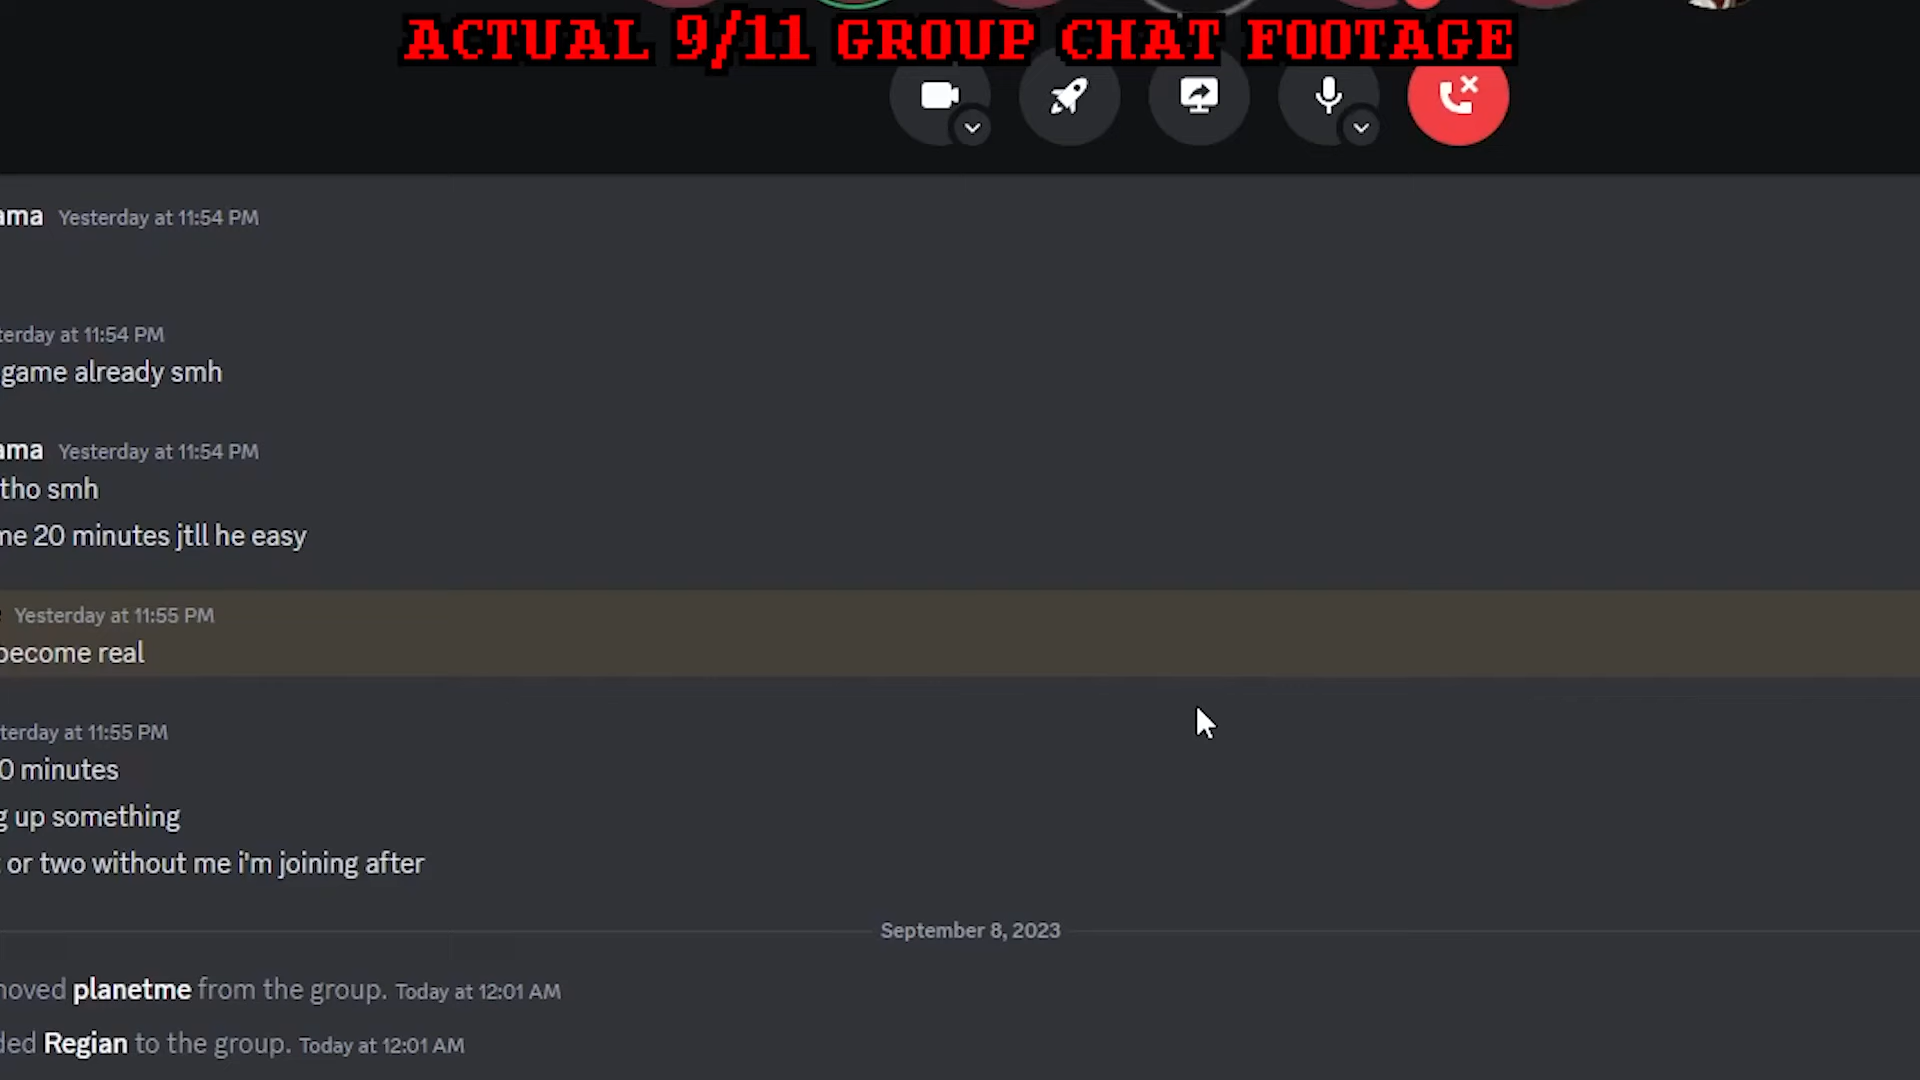 ACTUAL 9/11 GROUP CHAT FOOTAGE
ama Yesterday at 11:54 PM
terday at 11:54 PM
game already smh
ama Yesterday at 11:54 PM
tho smh
me 20 minutes jtll he easy
Yesterday at 11:55 PM
become real
terday at 11:55 PM
0 minutes
g up something
or two without me i'm joining after
September 8, 2023
moved planetme from the group. Today at 12:01 AM
ded Regian to the group. Today at 12:01 AM